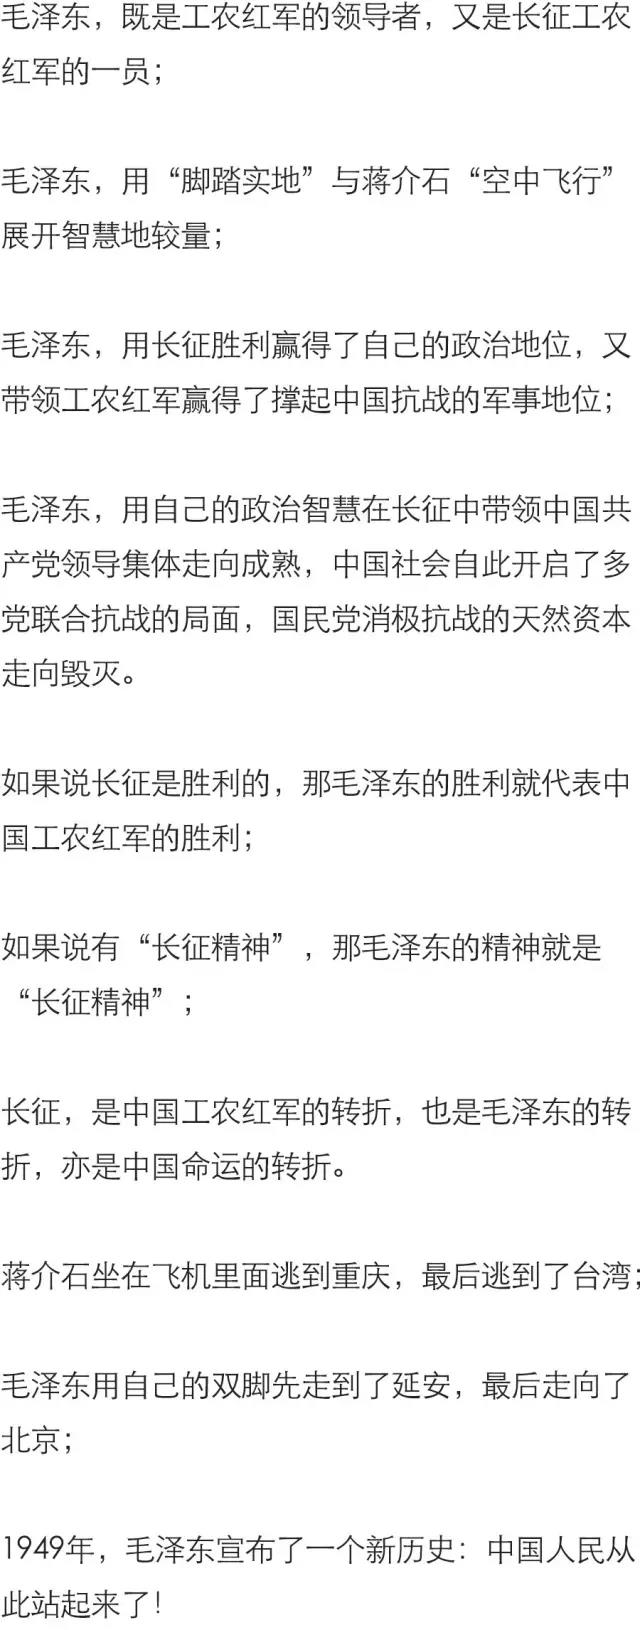 毛泽东，既是工农红军的领导者，又是长征工农
红军的一员；
毛泽东，用“脚踏实地”与蒋介石“空中飞行”
展开智慧地较量；
毛泽东，用长征胜利赢得了自己的政治地位，又
带领工农红军赢得了撑起中国抗战的军事地位；
毛泽东，用自己的政治智慧在长征中带领中国共
产党领导集体走向成熟，中国社会自此开启了多
党联合抗战的局面，国民党消极抗战的天然资本
走向毁灭。
如果说长征是胜利的，那毛泽东的胜利就代表中
国工农红军的胜利；
如果说有“长征精神”，那毛泽东的精神就是
“长征精神”；
长征，是中国工农红军的转折，也是毛泽东的转
折，亦是中国命运的转折。
蒋介石坐在飞机里面逃到重庆，最后逃到了台湾；
毛泽东用自己的双脚先走到了延安，最后走向了
北京；
1949年，毛泽东宣布了一个新历史：中国人民从
此站起来了！